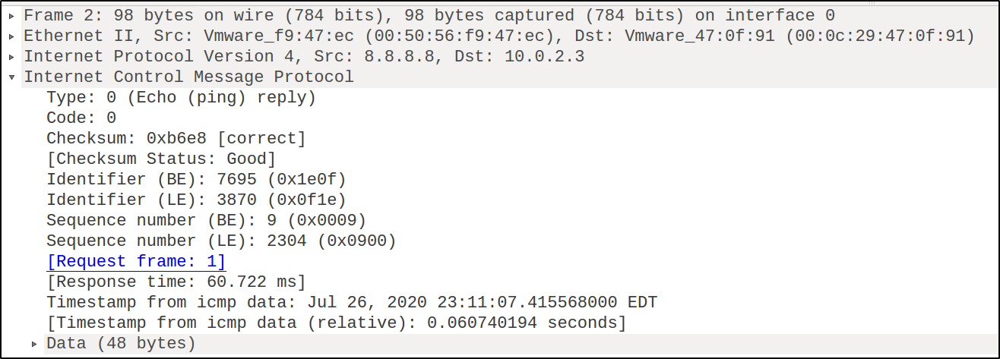 Frame 2: 98 bytes on wire (784 bits), 98 bytes captured (784 bits) on interface 0
Ethernet II, Src: Vmware_f9:47:ec (00:50:56:f9:47:ec), Dst: Vmware_47:0f:91 (00:0c:29:47:0f:91)
Internet Protocol Version 4, Src: 8.8.8.8, Dst: 10.0.2.3
Internet Control Message Protocol
Type: 0 (Echo (ping) reply)
Code: 0
Checksum: 0xb6e8 [correct]
[Checksum Status: Good]
Identifier (BE): 7695 (0x1e0f)
Identifier (LE): 3870 (0x0f1e)
Sequence number (BE): 9 (0x0009)
Sequence number (LE): 2304 (0x0900)
[Request frame: 1]
[Response time: 60.722 ms]
Timestamp from icmp data: Jul 26, 2020 23:11:07.415568000 EDT
[Timestamp from icmp data (relative): 0.060740194 seconds]
Data (48 bytes)